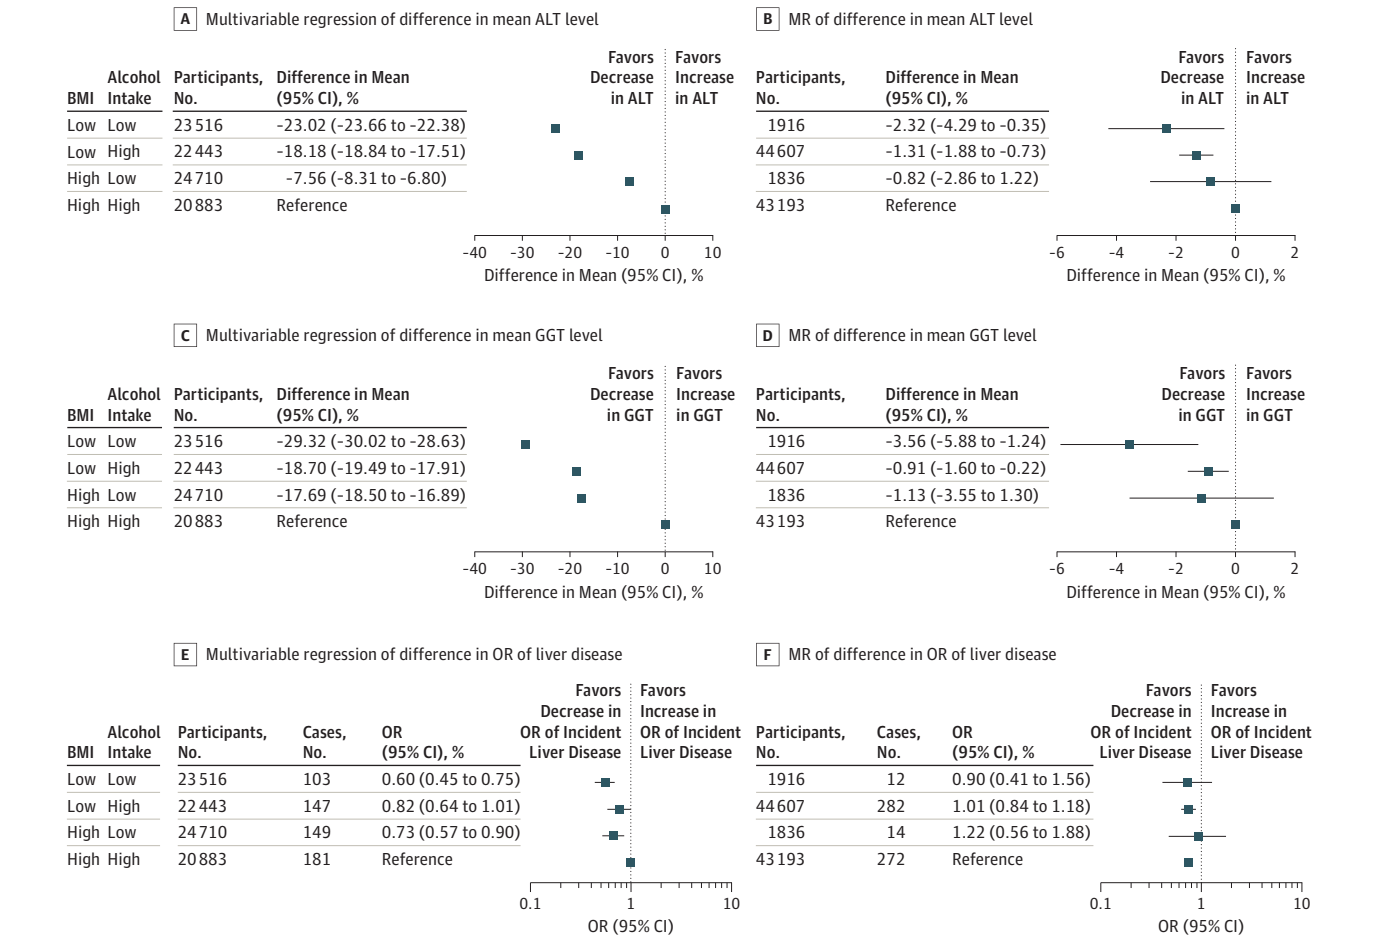 A Multivariable regression of difference in mean ALT level
BMI Alcohol Intake Participants, No. Difference in Mean (95% CI), % Favors Decrease in ALT Favors Increase in ALT
Low Low 23516 -23.02 (-23.66 to -22.38)
Low High 22443 -18.18 (-18.84 to -17.51)
High Low 24710 -7.56 (-8.31 to -6.80)
High High 20883 Reference
-40 -30 -20 -10 0 10
Difference in Mean (95% CI), %
B MR of difference in mean ALT level
Participants, No. Difference in Mean (95% CI), % Favors Decrease in ALT Favors Increase in ALT
1916 -2.32 (-4.29 to -0.35)
44607 -1.31 (-1.88 to -0.73)
1836 -0.82 (-2.86 to 1.22)
43193 Reference
-6 -4 -2 0 2
Difference in Mean (95% CI), %
C Multivariable regression of difference in mean GGT level
BMI Alcohol Intake Participants, No. Difference in Mean (95% CI), % Favors Decrease in GGT Favors Increase in GGT
Low Low 23516 -29.32 (-30.02 to -28.63)
Low High 22443 -18.70 (-19.49 to -17.91)
High Low 24710 -17.69 (-18.50 to -16.89)
High High 20883 Reference
-40 -30 -20 -10 0 10
Difference in Mean (95% CI), %
D MR of difference in mean GGT level
Participants, No. Difference in Mean (95% CI), % Favors Decrease in GGT Favors Increase in GGT
1916 -3.56 (-5.88 to -1.24)
44607 -0.91 (-1.60 to -0.22)
1836 -1.13 (-3.55 to 1.30)
43193 Reference
-6 -4 -2 0 2
Difference in Mean (95% CI), %
E Multivariable regression of difference in OR of liver disease
BMI Alcohol Intake Participants, No. Cases, No. OR (95% CI), % Favors Decrease in OR of Incident Liver Disease Favors Increase in OR of Incident Liver Disease
Low Low 23516 103 0.60 (0.45 to 0.75)
Low High 22443 147 0.82 (0.64 to 1.01)
High Low 24710 149 0.73 (0.57 to 0.90)
High High 20883 181 Reference
0.1 1 10
OR (95% CI)
F MR of difference in OR of liver disease
Participants, No. Cases, No. OR (95% CI), % Favors Decrease in OR of Incident Liver Disease Favors Increase in OR of Incident Liver Disease
1916 12 0.90 (0.41 to 1.56)
44607 282 1.01 (0.84 to 1.18)
1836 14 1.22 (0.56 to 1.88)
43193 272 Reference
0.1 1 10
OR (95% CI)